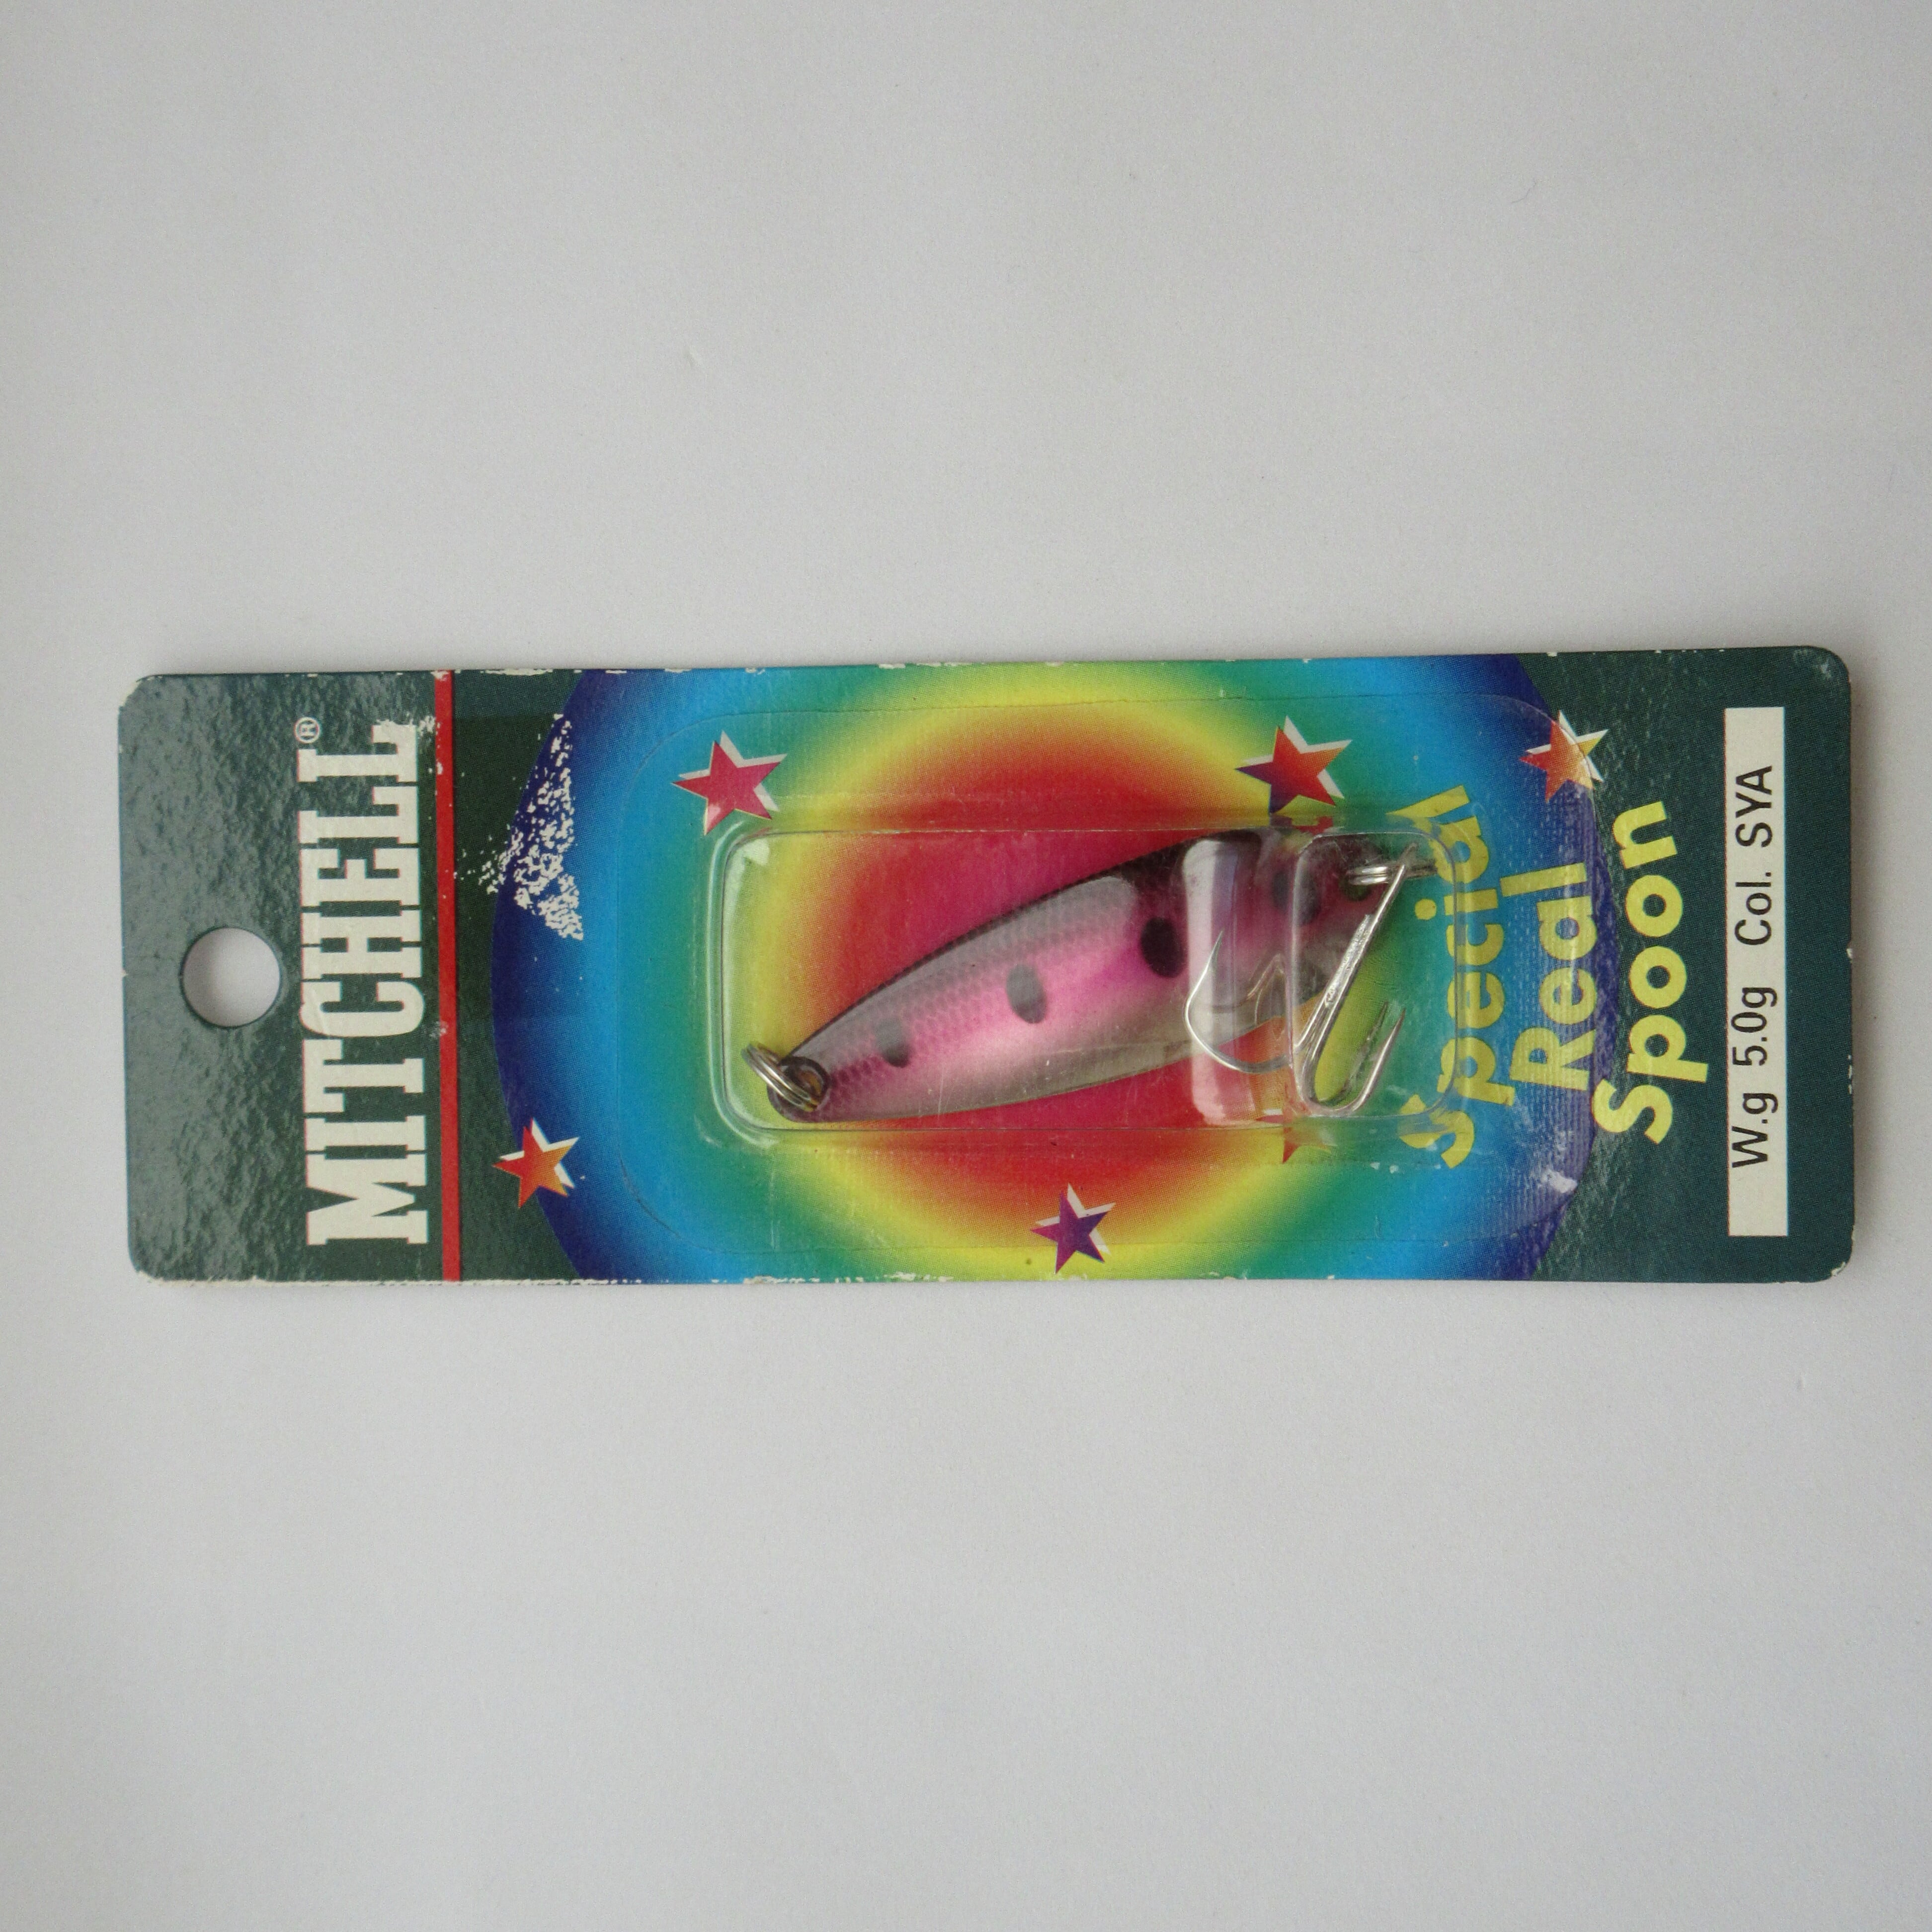 MITCHELL®
Special
Real
Spoon
W.g 5.0g Col. SYA